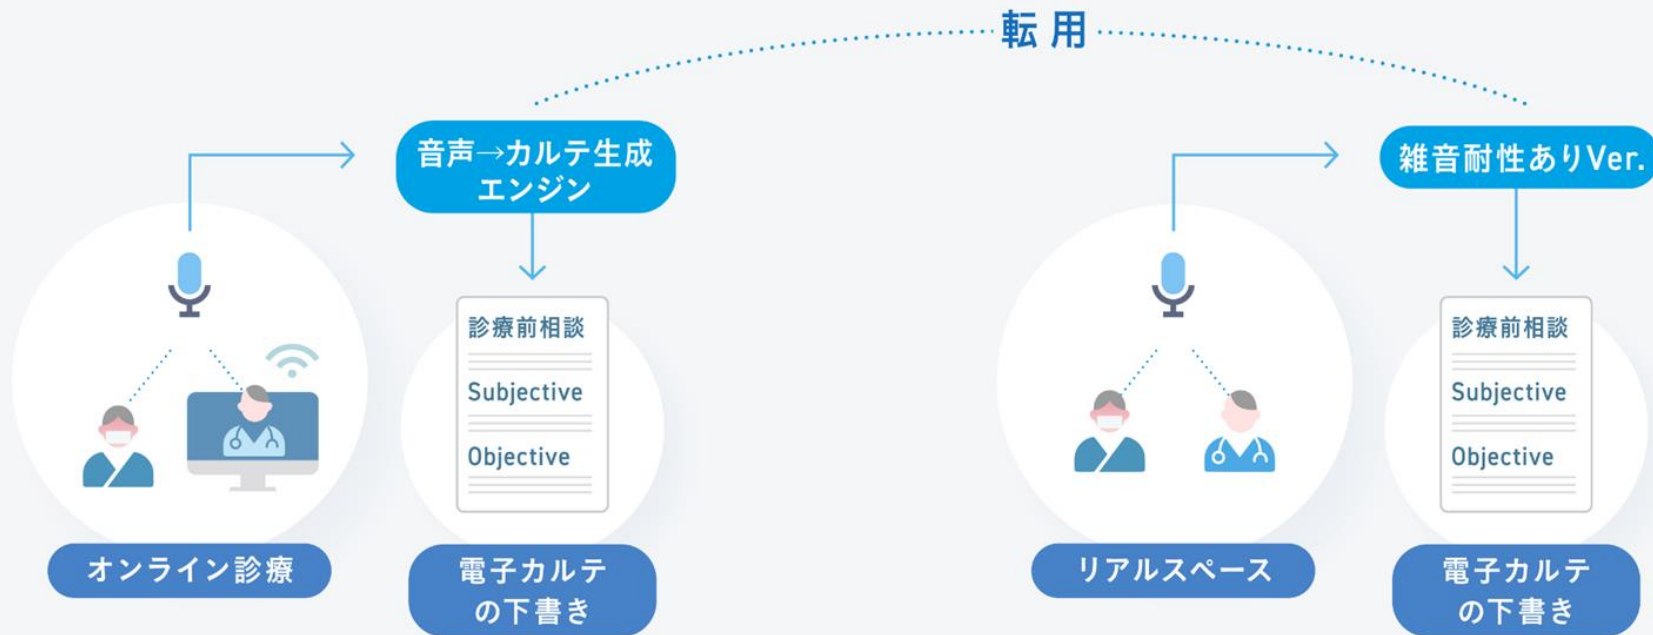 転用
音声→カルテ生成
エンジン
診療前相談
Subjective
Objective
オンライン診療
電子カルテ
の下書き
雑音耐性ありVer.
診療前相談
Subjective
Objective
リアルスペース
電子カルテ
の下書き